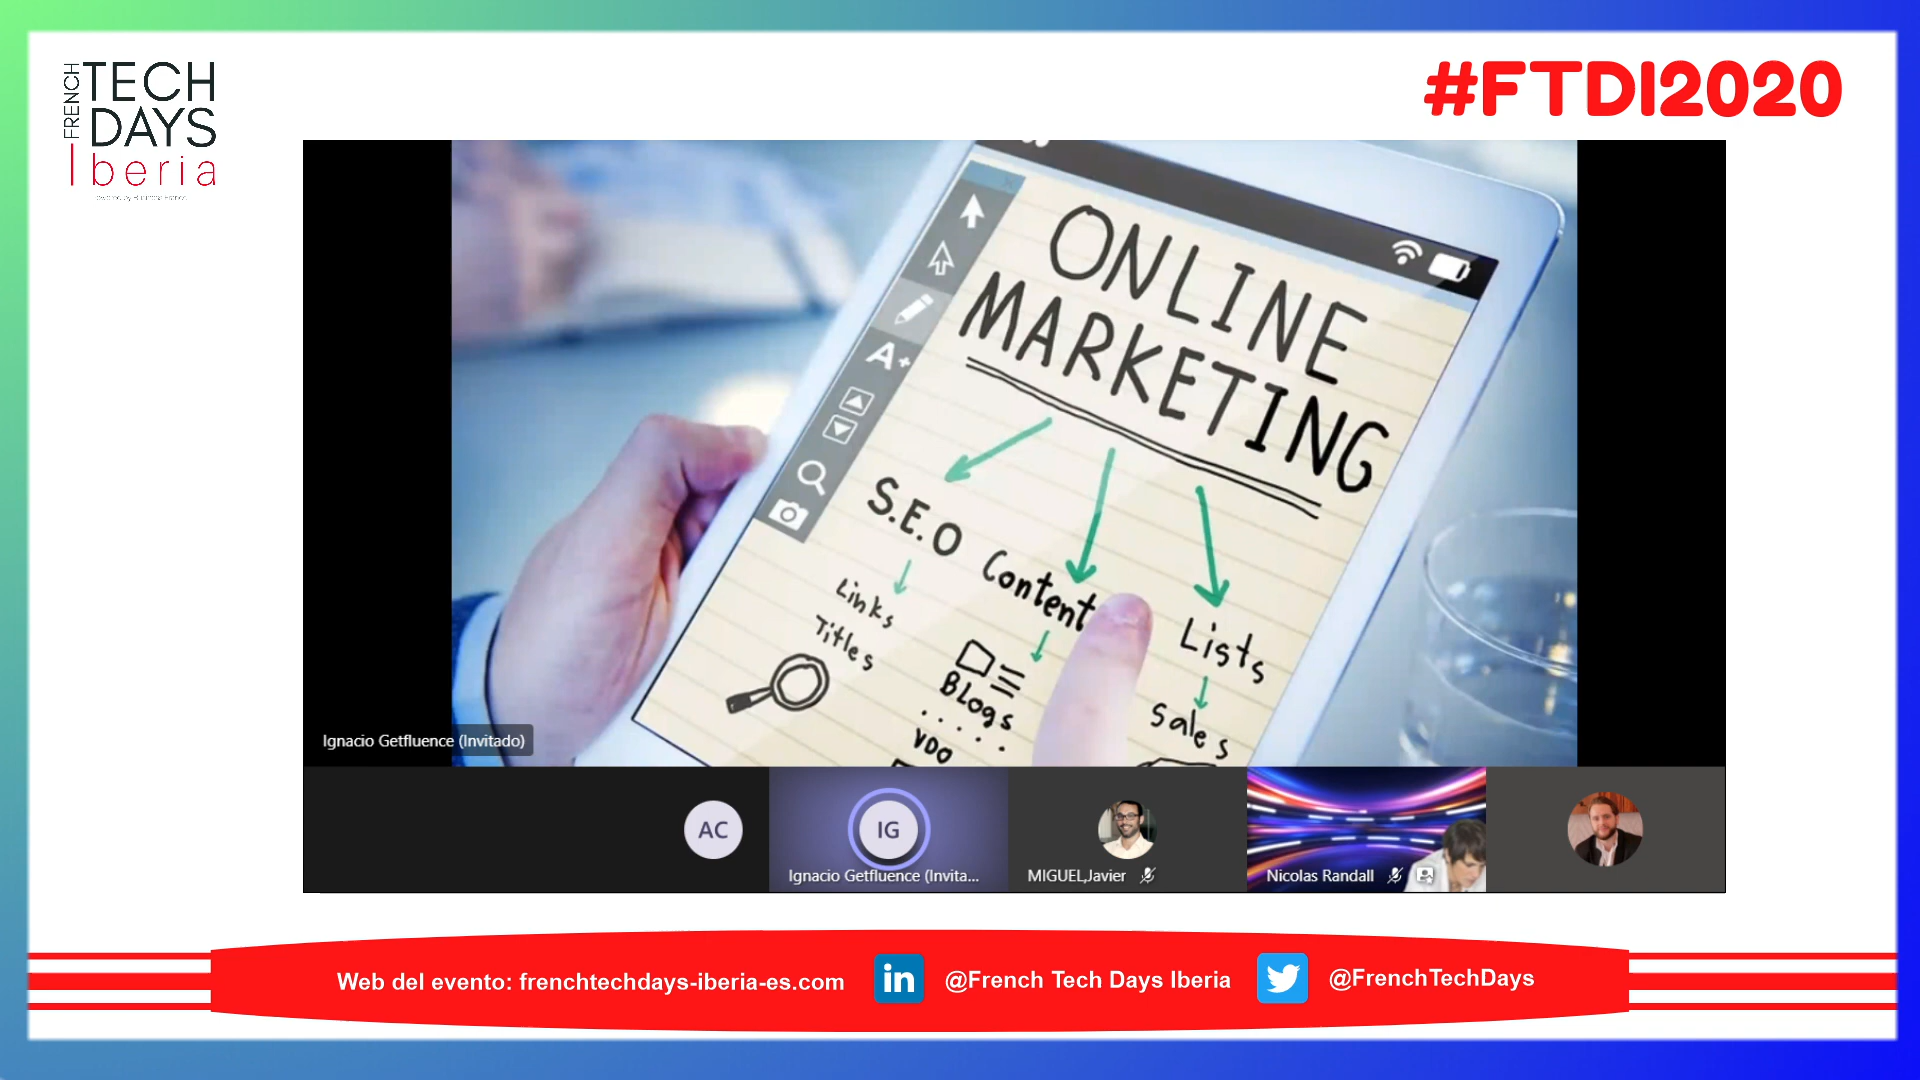 FRENCH
TECH
DAYS
Iberia
#FTDI2020
ONLINE
MARKETING
S.E.O
Content
Lists
Links
Titles
BLogs
Sales
VDO
A+
Ignacio Getfluence (Invitado)
AC
IG
Ignacio Getfluence (Invita...
MIGUEL,Javier
Nicolas Randall
Web del evento: frenchtechdays-iberia-es.com
in
@French Tech Days Iberia
@FrenchTechDays